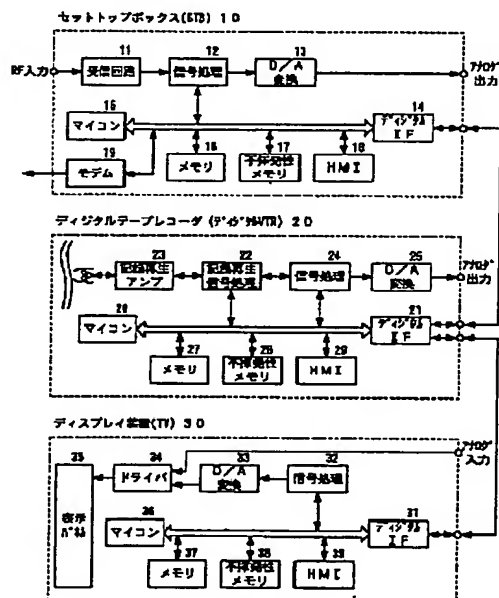 セットトップボックス(STB) 10
11
受信回路
12
信号処理
13
D/A
変換
RF入力
アナログ
出力
15
マイコン
14
ディジタル
IF
16
メモリ
17
不揮発性
メモリ
18
HMI
19
モデム
ディジタルテープレコーダ (ディジタルVTR) 20
23
記録再生
アンプ
22
記録再生
信号処理
24
信号処理
25
D/A
変換
アナログ
出力
マイコン
21
ディジタル
IF
27
メモリ
不揮発性
メモリ
29
HMI
ディスプレイ装置(TV) 30
アナログ
入力
35
表示
パネル
34
ドライバ
33
D/A
変換
32
信号処理
36
マイコン
31
ディジタル
IF
37
メモリ
38
不揮発性
メモリ
39
HMI